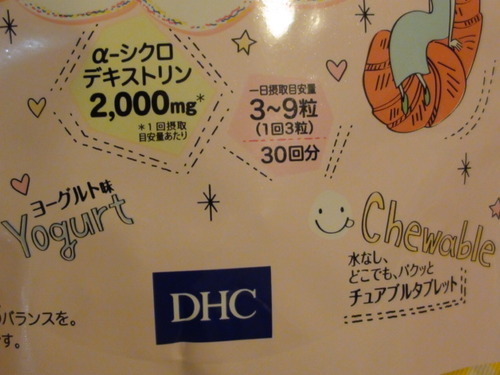 α-シクロ
デキストリン
2,000mg*
*1回摂取
目安量あたり
一日摂取目安量
3~9粒
(1回3粒)
30回分
ヨーグルト味
Yogurt
Chewable
水なし、
どこでも、パクッと
チュアブルタブレット
DHC
バランスを。
す。